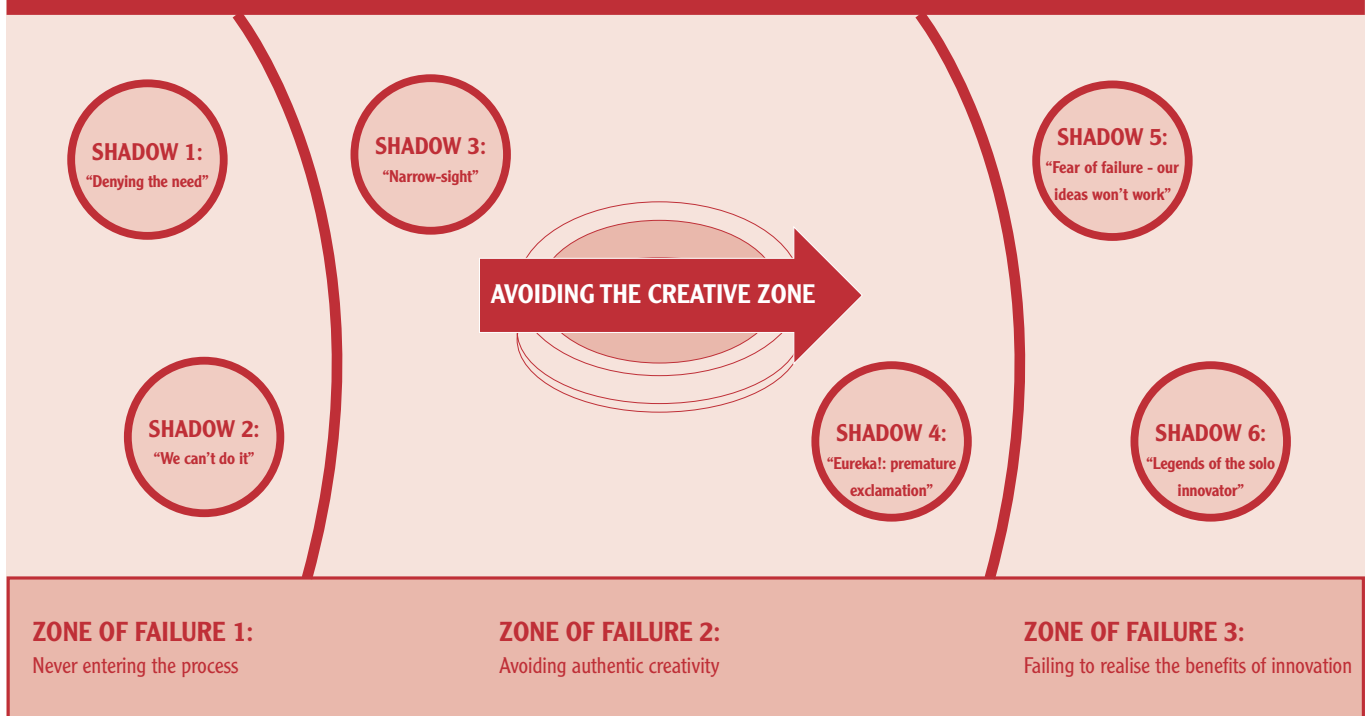 SHADOW 1:
“Denying the need”
SHADOW 2:
“We can’t do it”
SHADOW 3:
“Narrow-sight”
AVOIDING THE CREATIVE ZONE
SHADOW 4:
“Eureka!: premature
exclamation”
SHADOW 5:
“Fear of failure - our
ideas won’t work”
SHADOW 6:
“Legends of the solo
innovator”
ZONE OF FAILURE 1:
Never entering the process
ZONE OF FAILURE 2:
Avoiding authentic creativity
ZONE OF FAILURE 3:
Failing to realise the benefits of innovation